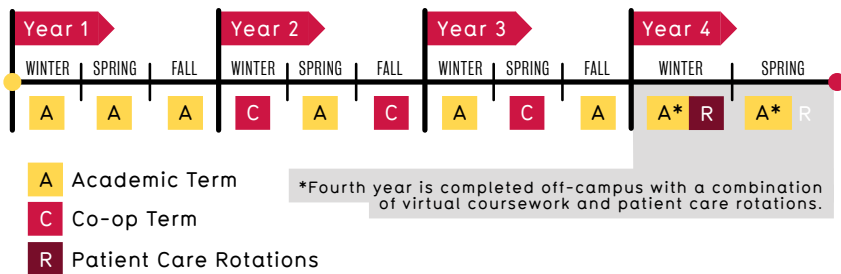 Year 1 Year 2 Year 3 Year 4
WINTER SPRING FALL WINTER SPRING FALL WINTER SPRING FALL WINTER SPRING
A A A C A C A C A A* R A* R
A Academic Term
*Fourth year is completed off-campus with a combination
of virtual coursework and patient care rotations.
C Co-op Term
R Patient Care Rotations